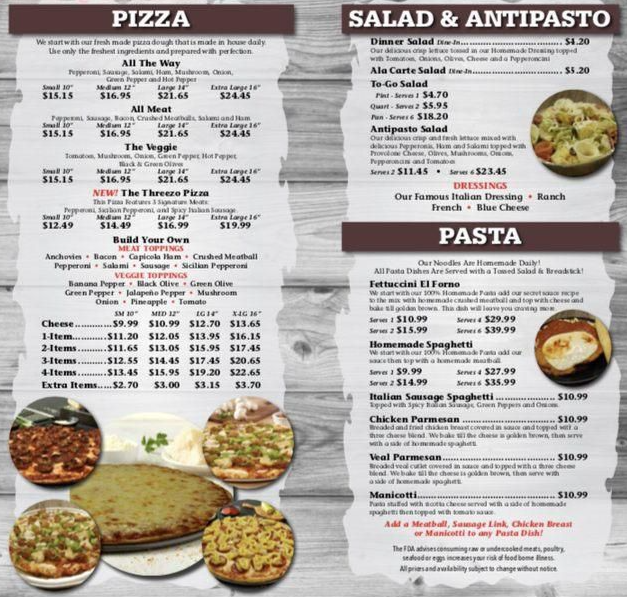 PIZZA
We start with our fresh made pizza dough that is made in house daily.
Use only the freshest ingredients and prepared with perfection.
All The Way
Pepperoni, Sausage, Salami, Ham, Mushroom, Onion,
Green Pepper and Hot Pepper
Small 10" Medium 12" Large 14" Extra Large 16"
$15.15 $16.95 $21.65 $24.45
All Meat
Pepperoni, Sausage, Bacon, Crushed Meatballs, Salami and Ham
Small 10" Medium 12" Large 14" Extra Large 16"
$15.15 $16.95 $21.65 $24.45
The Veggie
Tomatoes, Mushroom, Onion, Green Pepper, Hot Pepper,
Black & Green Olives
Small 10" Medium 12" Large 14" Extra Large 16"
$15.15 $16.95 $21.65 $24.45
NEW! The Threezo Pizza
This Pizza Features 3 Signature Meats:
Pepperoni, Sicilian Pepperoni, and Spicy Italian Sausage
Small 10" Medium 12" Large 14" Extra Large 16"
$12.49 $14.49 $16.99 $19.99
Build Your Own
MEAT TOPPINGS
Anchovies • Bacon • Capicola Ham • Crushed Meatball
Pepperoni • Salami • Sausage • Sicilian Pepperoni
VEGGIE TOPPINGS
Banana Pepper • Black Olive • Green Olive
Green Pepper • Jalapeño Pepper • Mushroom
Onion • Pineapple • Tomato
SM 10" MED 12" LG 14" X-LG 16"
Cheese...........$9.99 $10.99 $12.70 $13.65
1-Item..........$11.20 $12.05 $13.95 $16.15
2-Items.........$11.65 $13.05 $15.95 $17.45
3-Items.........$12.55 $14.45 $17.45 $20.65
4-Items.........$13.45 $15.95 $19.20 $22.65
Extra Items.....$2.70 $3.00 $3.15 $3.70
SALAD & ANTIPASTO
Dinner Salad Dine-In.............................. $4.20
Our delicious crisp lettuce tossed in our Homemade Dressing topped
with Tomatoes, Onions, Olives, Cheese and a Pepperoncini
Ala Carte Salad Dine-In........................... $5.20
To-Go Salad
Pint - Serves 1 $4.70
Quart - Serves 2 $5.95
Pan - Serves 6 $18.20
Antipasto Salad
Our delicious crisp and fresh lettuce mixed with
delicious Pepperonis, Ham and Salami topped with
Provolone Cheese, Olives, Mushrooms, Onions,
Pepperoncini and Tomatoes
Serves 2 $11.45 • Serves 6 $23.45
DRESSINGS
Our Famous Italian Dressing • Ranch
French • Blue Cheese
PASTA
Our Noodles Are Homemade Daily!
All Pasta Dishes Are Served with a Tossed Salad & Breadstick!
Fettuccini El Forno
We start with our 100% Homemade Pasta add our secret sauce recipe
to the mix with homemade crushed meatball and top with cheese and
bake till golden brown. This dish will leave you craving more.
Serves 1 $10.99 Serves 4 $29.99
Serves 2 $15.99 Serves 6 $39.99
Homemade Spaghetti
We start with our 100% Homemade Pasta add our
sauce then top with a homemade meatball.
Serves 1 $9.99 Serves 4 $27.99
Serves 2 $14.99 Serves 6 $35.99
Italian Sausage Spaghetti ..................... $10.99
Topped with Spicy Italian Sausage, Green Peppers and Onions
Chicken Parmesan ............................... $10.99
Breaded and fried chicken breast covered in sauce and topped with a
three cheese blend. We bake till the cheese is golden brown, then serve
with a side of homemade spaghetti.
Veal Parmesan.................................... $10.99
Breaded veal cutlet covered in sauce and topped with a three cheese
blend. We bake till the cheese is golden brown, then serve with
a side of homemade spaghetti.
Manicotti............................................ $10.99
Pasta stuffed with ricotta cheese served with a side of homemade
spaghetti then topped with tomato sauce.
Add a Meatball, Sausage Link, Chicken Breast
or Manicotti to any Pasta Dish!
The FDA advises consuming raw or undercooked meats, poultry,
seafood or eggs increases your risk of food borne illness.
All prices and availability subject to change without notice.